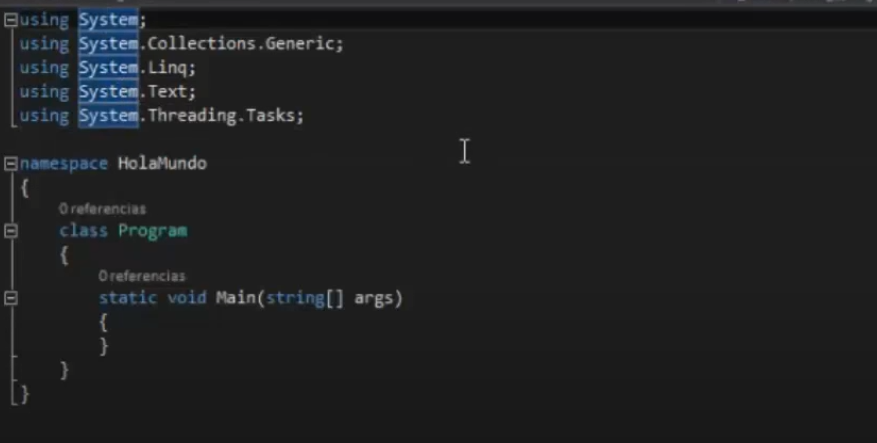 using System;
using System.Collections.Generic;
using System.Linq;
using System.Text;
using System.Threading.Tasks;
namespace HolaMundo
{
0 referencias
class Program
{
0 referencias
static void Main(string[] args)
{
}
}
}